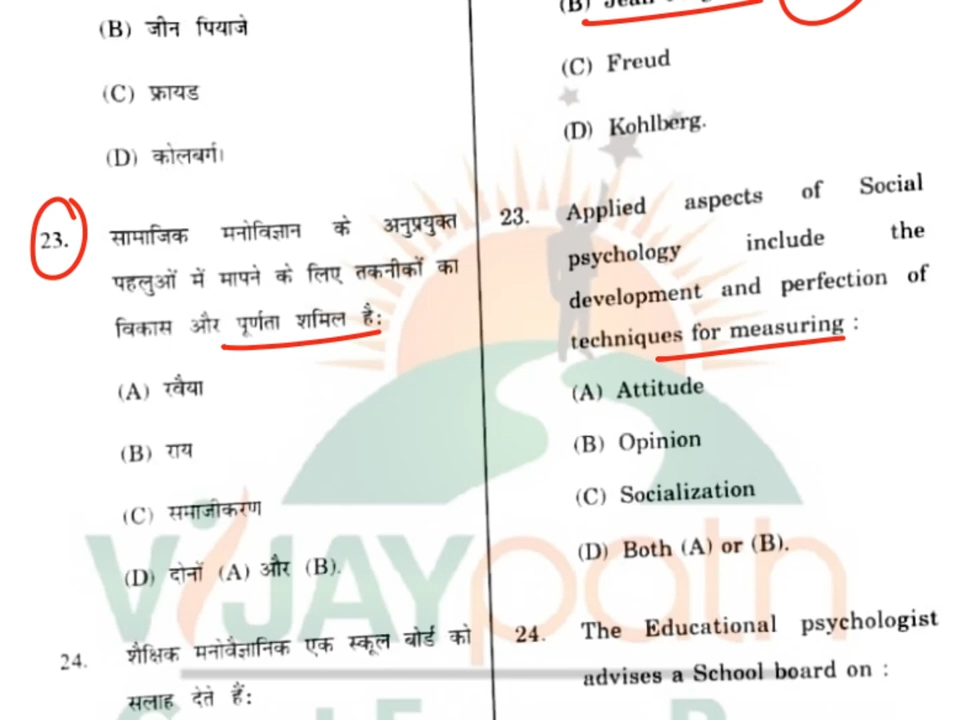 (B) जीन पियाजे
(C) फ्रायड
(D) कोलबर्ग।
23. सामाजिक मनोविज्ञान के अनुप्रयुक्त
पहलुओं में मापने के लिए तकनीकों का
विकास और पूर्णता शमिल है:
(A) रवैया
(B) राय
(C) समाजीकरण
(D) दोनों (A) और (B).
24. शैक्षिक मनोवैज्ञानिक एक स्कूल बोर्ड को
सलाह देते हैं:
(B) Jean
(C) Freud
(D) Kohlberg.
23. Applied aspects of Social
psychology include the
development and perfection of
techniques for measuring :
(A) Attitude
(B) Opinion
(C) Socialization
(D) Both (A) or (B).
24. The Educational psychologist
advises a School board on :
ViJAYpath